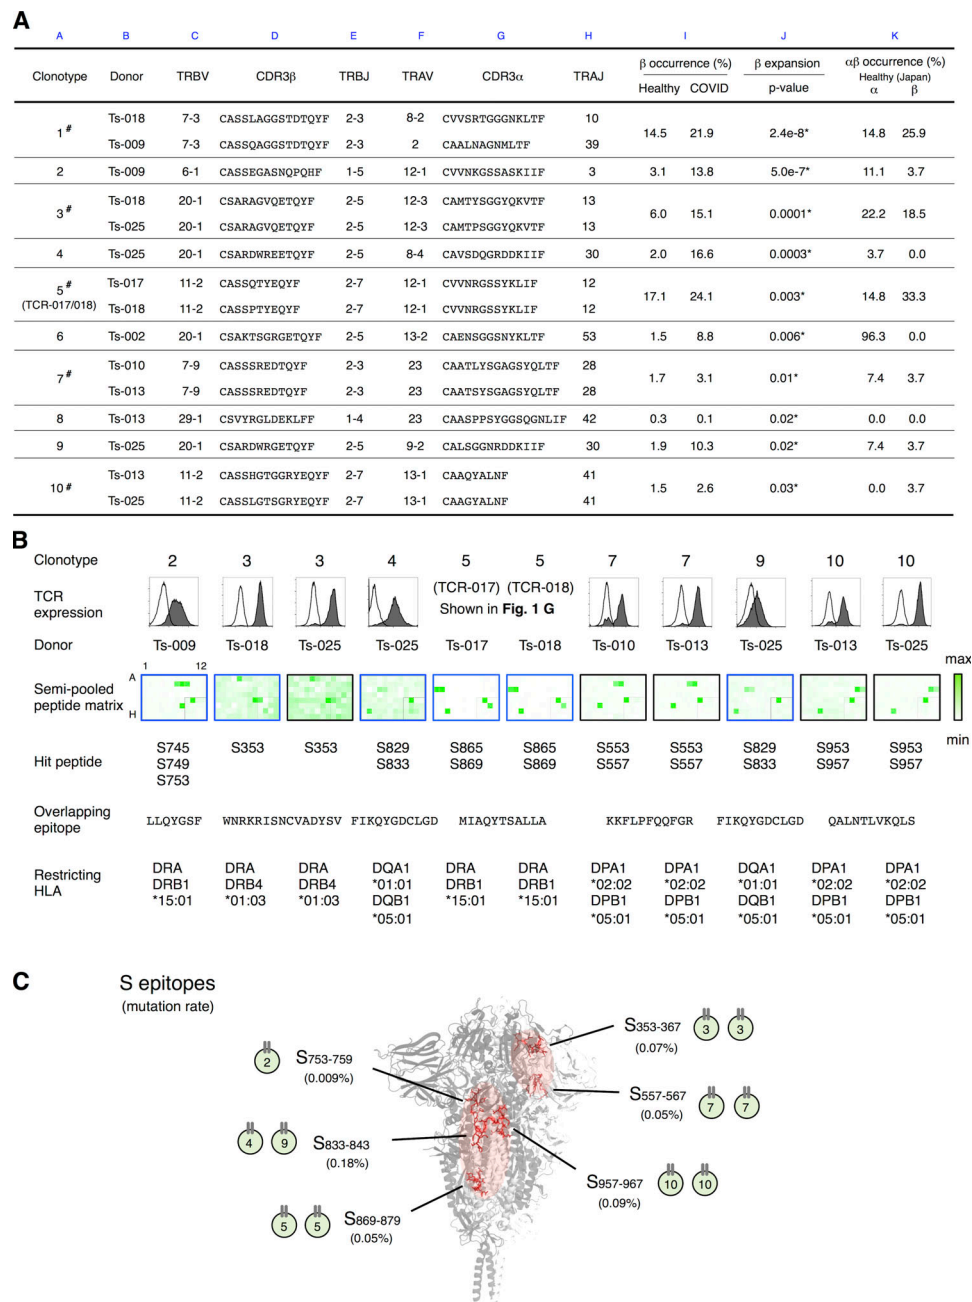 A
A B C D E F G H I J K
Clonotype Donor TRBV CDR3β TRBJ TRAV CDR3α TRAJ β occurrence (%) β expansion αβ occurrence (%)
Healthy COVID p-value Healthy (Japan)
α β
1# Ts-018 7-3 CASSLAGGSTDTQYF 2-3 8-2 CVVSRTGGGNKLTF 10 14.5 21.9 2.4e-8* 14.8 25.9
Ts-009 7-3 CASSQAGGSTDTQYF 2-3 2 CAALNAGNMLTF 39
2 Ts-009 6-1 CASSEGASNQPQHF 1-5 12-1 CVVNKGSSASKIIF 3 3.1 13.8 5.0e-7* 11.1 3.7
3# Ts-018 20-1 CSARAGVQETQYF 2-5 12-3 CAMTYSGGYQKVTF 13 6.0 15.1 0.0001* 22.2 18.5
Ts-025 20-1 CSARAGVQETQYF 2-5 12-3 CAMTPSGGYQKVTF 13
4 Ts-025 20-1 CSARDWREETQYF 2-5 8-4 CAVSDQGRDDKIIF 30 2.0 16.6 0.0003* 3.7 0.0
5# (TCR-017/018) Ts-017 11-2 CASSQTYEQYF 2-7 12-1 CVVNRGSSYKLIF 12 17.1 24.1 0.003* 14.8 33.3
Ts-018 11-2 CASSPTYEQYF 2-7 12-1 CVVNRGSSYKLIF 12
6 Ts-002 20-1 CSAKTSGRGETQYF 2-5 13-2 CAENSGGSNYKLTF 53 1.5 8.8 0.006* 96.3 0.0
7# Ts-010 7-9 CASSSREDTQYF 2-3 23 CAATLYSGAGSYQLTF 28 1.7 3.1 0.01* 7.4 3.7
Ts-013 7-9 CASSSREDTQYF 2-3 23 CAATSYSGAGSYQLTF 28
8 Ts-013 29-1 CSVYRGLDEKLFF 1-4 23 CAASPPSYGGSQGNLIF 42 0.3 0.1 0.02* 0.0 0.0
9 Ts-025 20-1 CSARDWRGETQYF 2-5 9-2 CALSGGNRDDKIIF 30 1.9 10.3 0.02* 7.4 3.7
10# Ts-013 11-2 CASSHGTGGRYEQYF 2-7 13-1 CAAQYALNF 41 1.5 2.6 0.03* 0.0 3.7
Ts-025 11-2 CASSLGTSGRYEQYF 2-7 13-1 CAAGYALNF 41
B
Clonotype 2 3 3 4 5 5 7 7 9 10 10
TCR expression (TCR-017) (TCR-018)
Shown in Fig. 1 G
Donor Ts-009 Ts-018 Ts-025 Ts-025 Ts-017 Ts-018 Ts-010 Ts-013 Ts-025 Ts-013 Ts-025
1 12 max
A
Semi-pooled peptide matrix
H
min
Hit peptide S745 S353 S353 S829 S865 S865 S553 S553 S829 S953 S953
S749 S833 S869 S869 S557 S557 S833 S957 S957
S753
Overlapping epitope LLQYGSF WNRKRISNCVADYSV FIKQYGDCLGD MIAQYTSALLA KKFLPFQQFGR FIKQYGDCLGD QALNTLVKQLS
Restricting HLA DRA DRA DRA DQA1 DRA DRA DPA1 DPA1 DQA1 DPA1 DPA1
DRB1 DRB4 DRB4 *01:01 DRB1 DRB1 *02:02 *02:02 *01:01 *02:02 *02:02
*15:01 *01:03 *01:03 DQB1 *15:01 *15:01 DPB1 DPB1 DQB1 DPB1 DPB1
*05:01 *05:01 *05:01 *05:01 *05:01 *05:01
C
S epitopes
(mutation rate)
S353-367 3 3
(0.07%)
2 S753-759
(0.009%)
S557-567 7 7
(0.05%)
4 9 S833-843
(0.18%)
S957-967 10 10
(0.09%)
5 5 S869-879
(0.05%)